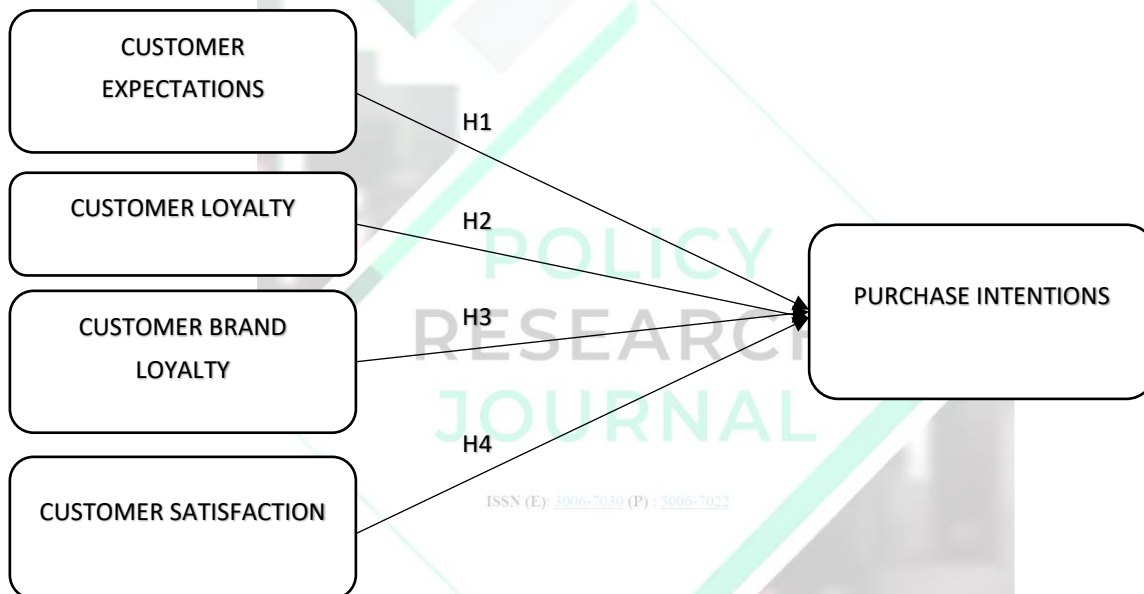 CUSTOMER
EXPECTATIONS
H1
CUSTOMER LOYALTY
H2
CUSTOMER BRAND
LOYALTY
H3
CUSTOMER SATISFACTION
H4
PURCHASE INTENTIONS
POLICY
RESEARCH
JOURNAL
ISSN (E): 3006-7030 (P) : 3006-7022